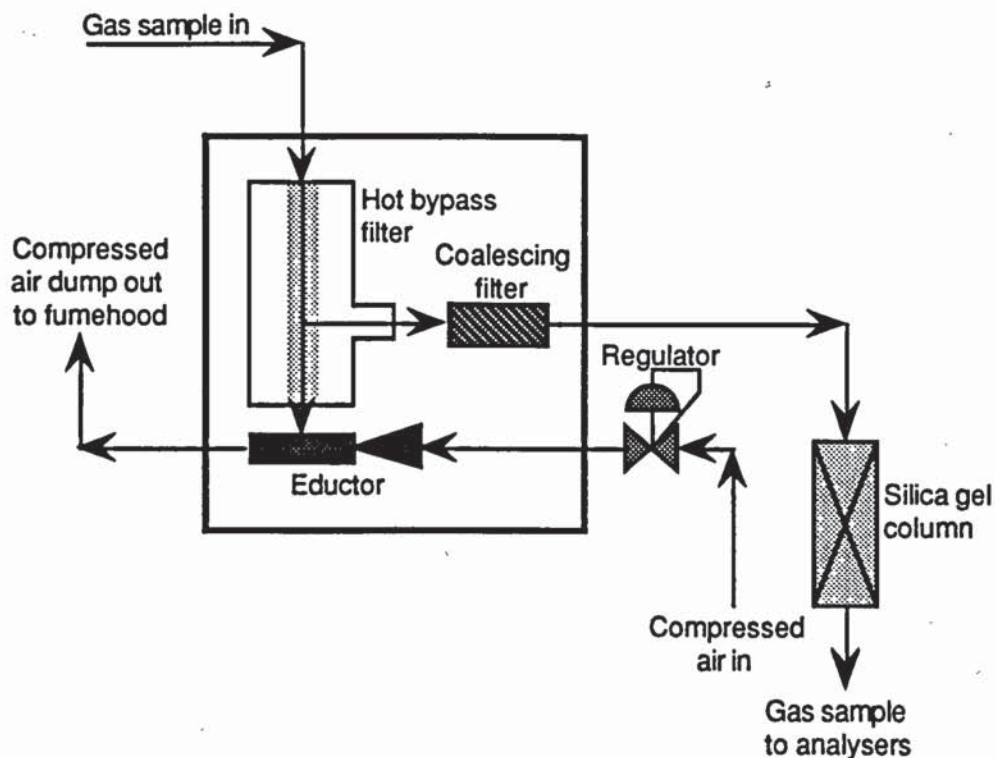 Gas sample in
Hot bypass
filter
Compressed
air dump out
to fumehood
Coalescing
filter
Regulator
Eductor
Silica gel
column
Compressed
air in
Gas sample
to analysers